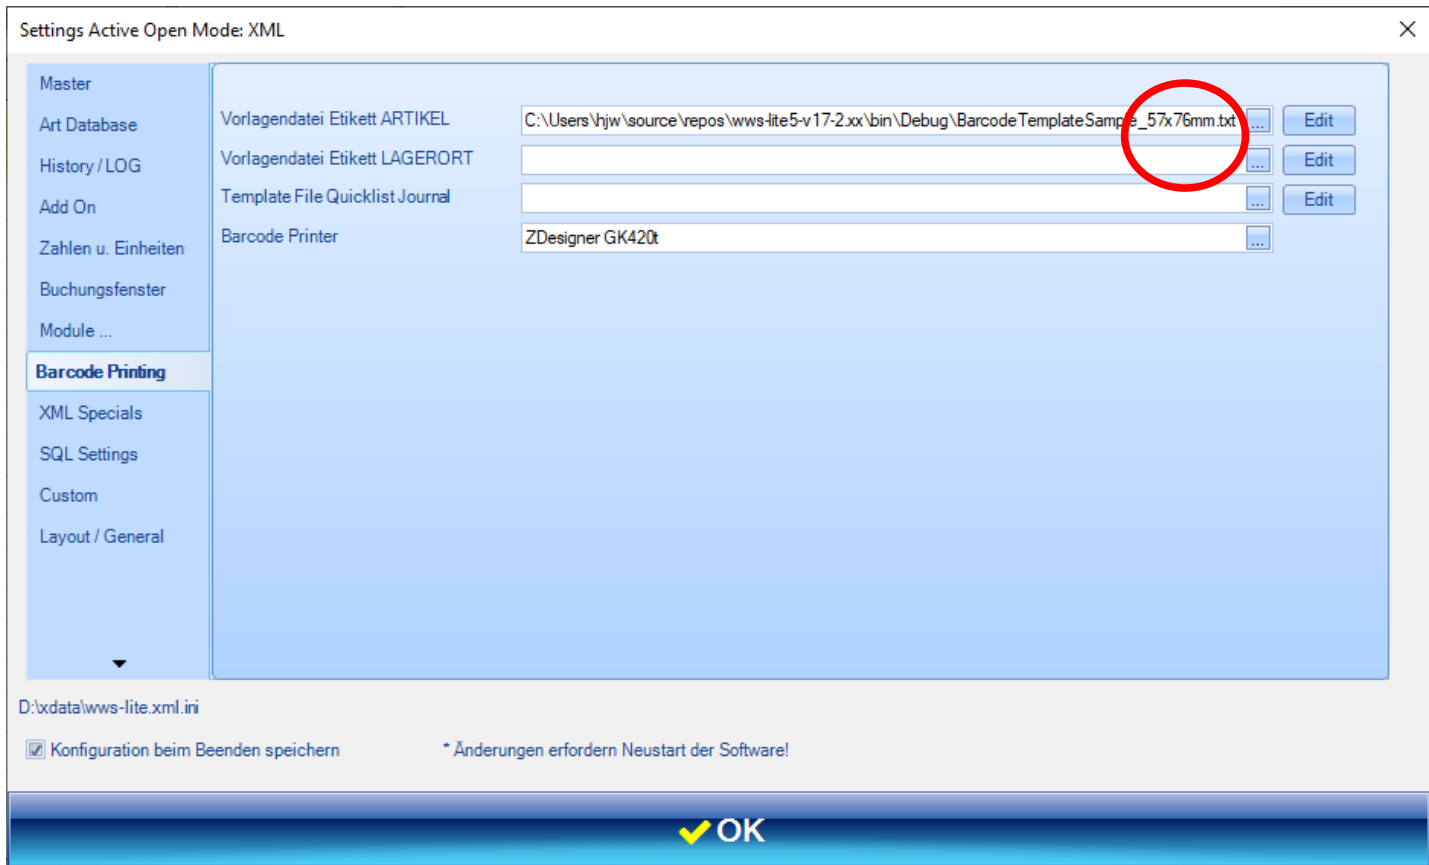 Settings Active Open Mode: XML
Master
Art Database
History / LOG
Add On
Zahlen u. Einheiten
Buchungsfenster
Module ...
Barcode Printing
XML Specials
SQL Settings
Custom
Layout / General
Vorlagendatei Etikett ARTIKEL
C:\Users\hjw\source\repos\wws-lite5-v17-2.xx\bin\Debug\BarcodeTemplateSample_57x76mm.txt
...
Edit
Vorlagendatei Etikett LAGERORT
...
Edit
Template File Quicklist Journal
...
Edit
Barcode Printer
ZDesigner GK420t
...
D:\xdata\wws-lite.xml.ini
Konfiguration beim Beenden speichern
* Änderungen erfordern Neustart der Software!
OK